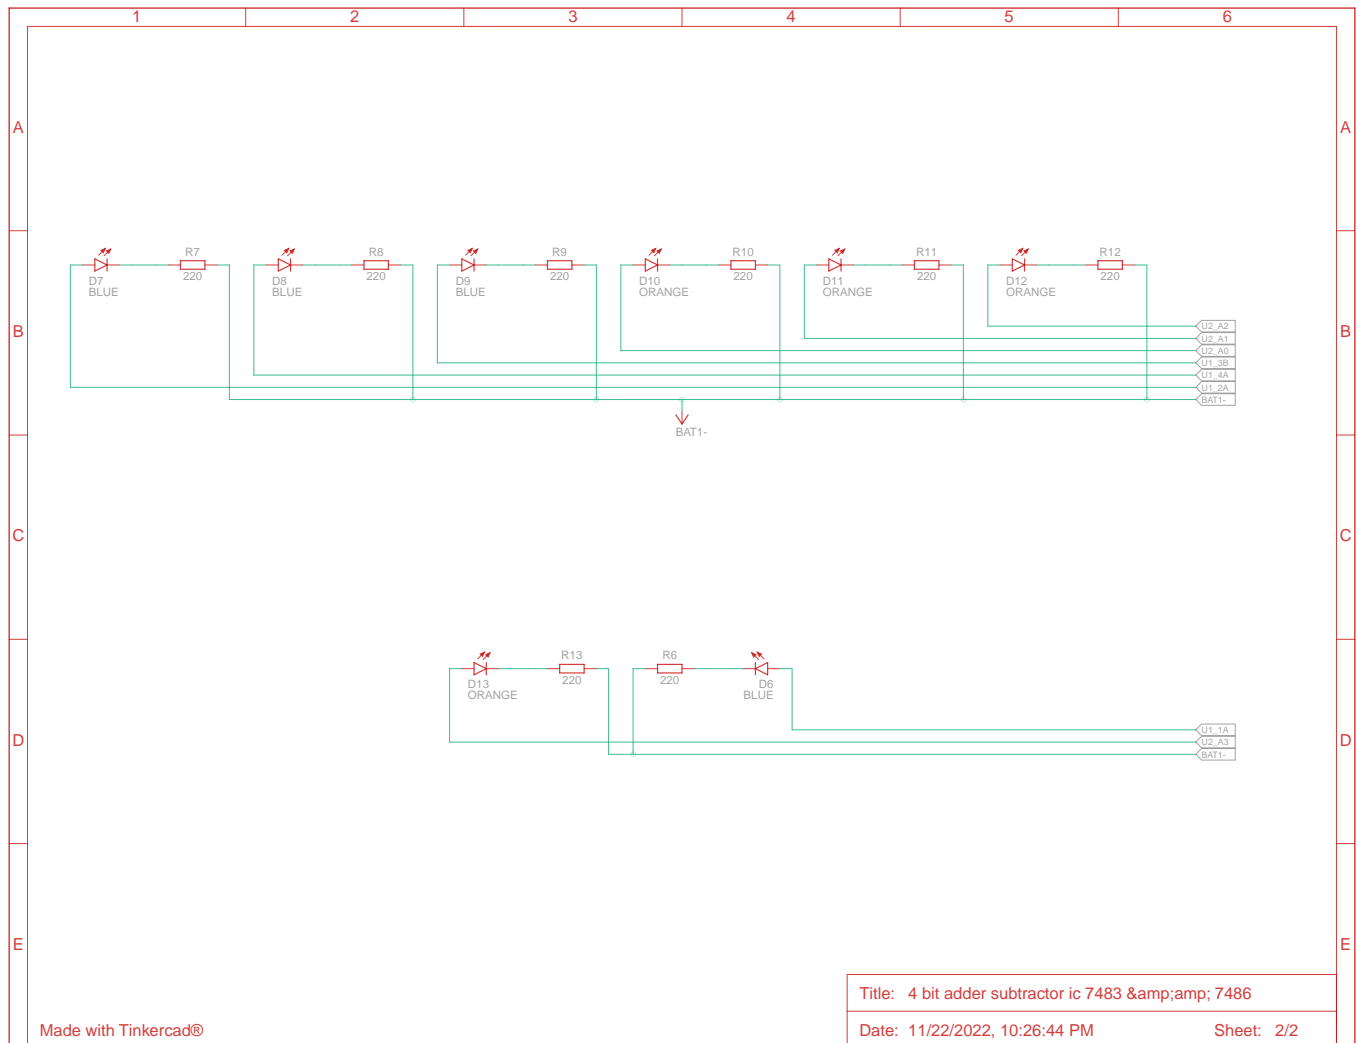 1 2 3 4 5 6
A A
R7 R8 R9 R10 R11 R12
220 220 220 220 220 220
D7 D8 D9 D10 D11 D12
BLUE BLUE BLUE ORANGE ORANGE ORANGE
U2_A2
B B
U2_A1
U2_A0
U1_3B
U1_4A
U1_2A
BAT1-
BAT1-
C C
R13 R6
220 220
D13 D6
ORANGE BLUE
U1_1A
D D
U2_A3
BAT1-
E E
Title: 4 bit adder subtractor ic 7483 &amp;amp; 7486
Made with Tinkercad®
Date: 11/22/2022, 10:26:44 PM Sheet: 2/2